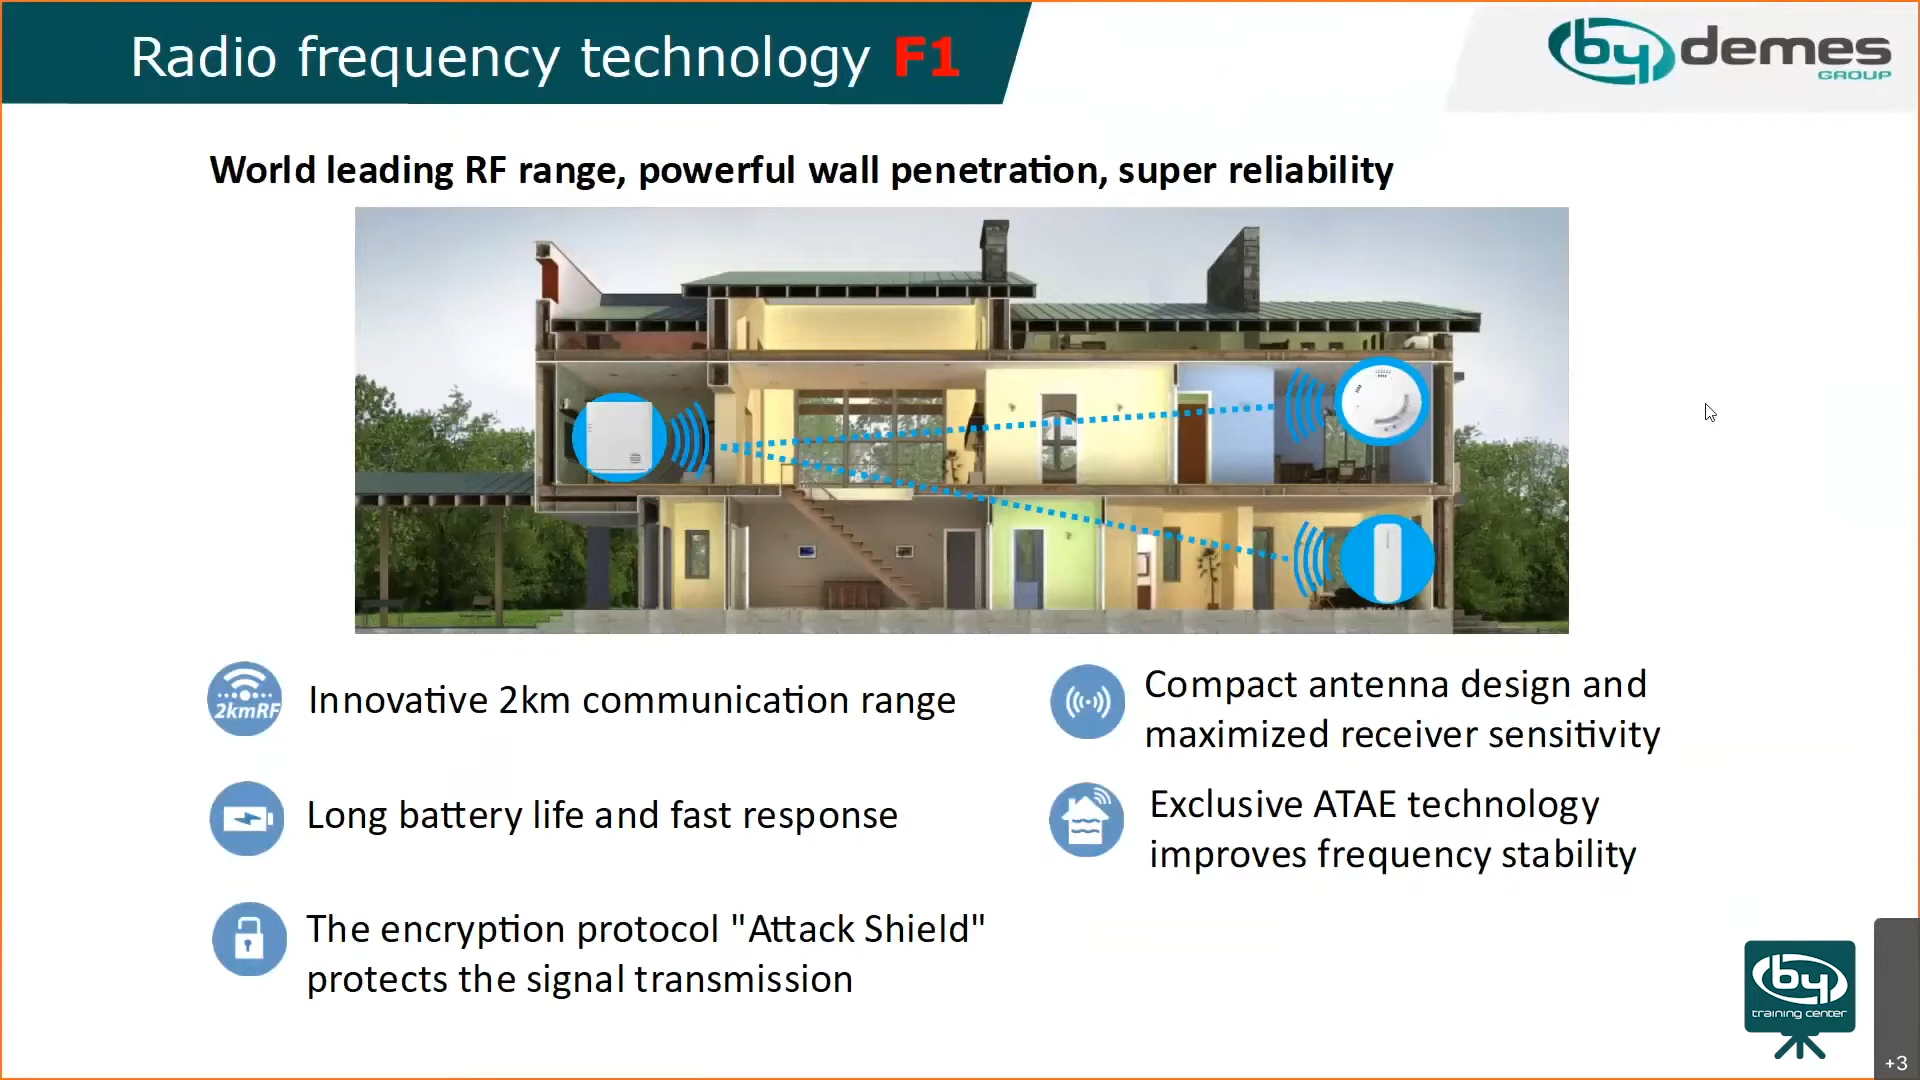 Radio frequency technology F1
by demes
GROUP
World leading RF range, powerful wall penetration, super reliability
2kmRF
Innovative 2km communication range
Compact antenna design and
maximized receiver sensitivity
Long battery life and fast response
Exclusive ATAE technology
improves frequency stability
The encryption protocol "Attack Shield"
protects the signal transmission
by
training center
+3